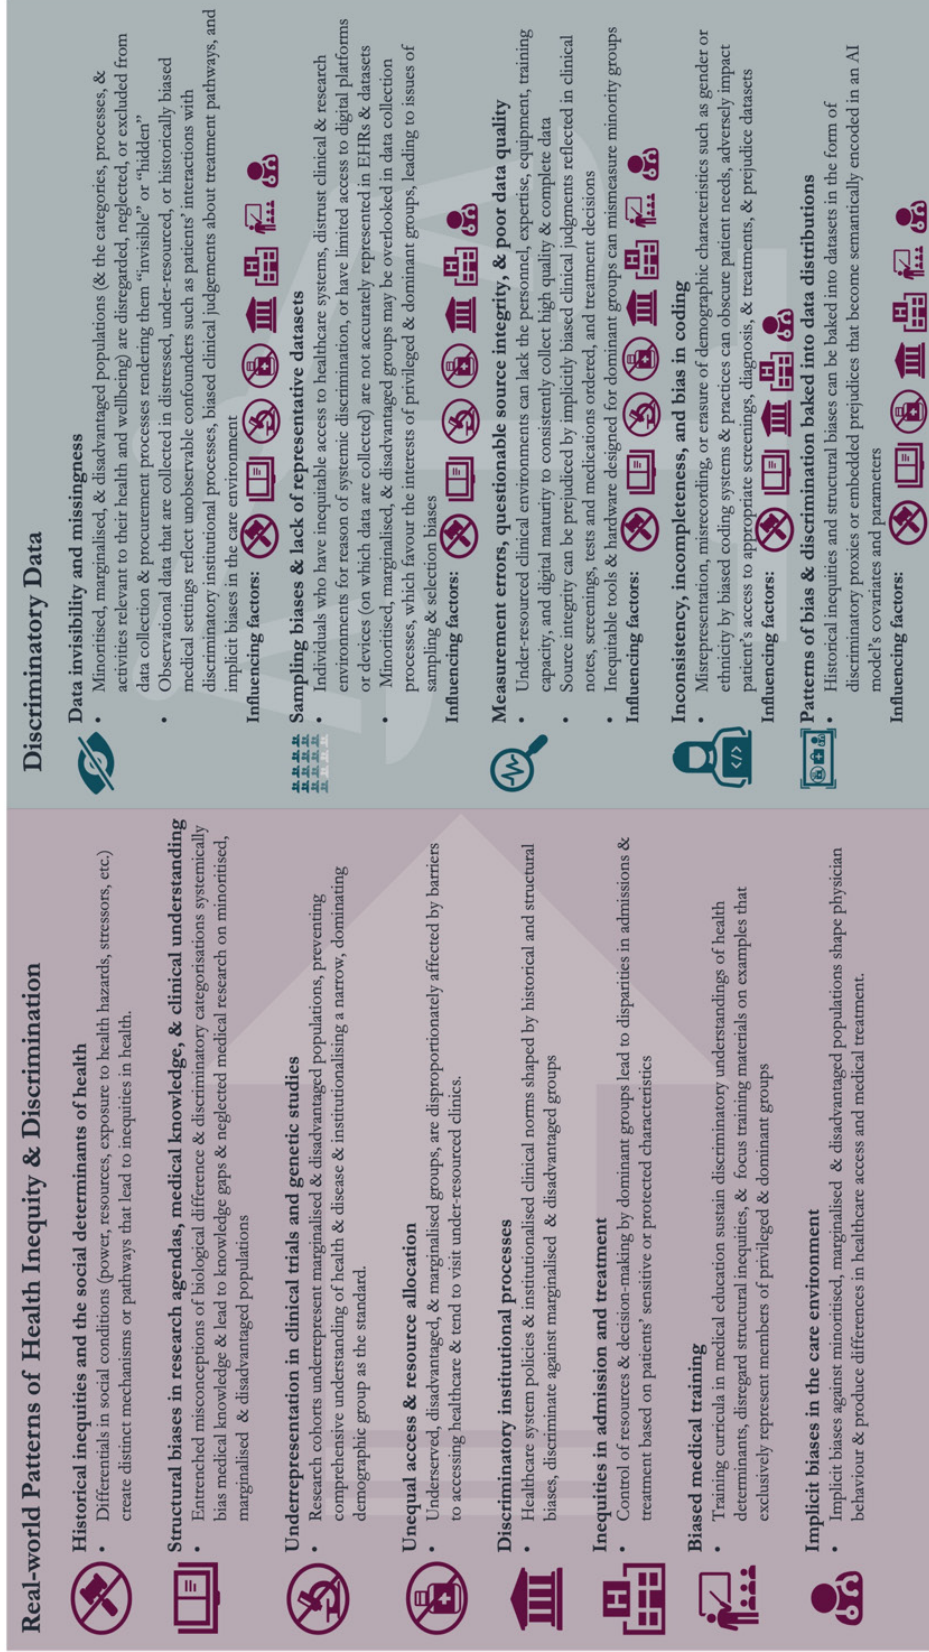 Real-world Patterns of Health Inequity & Discrimination
Historical inequities and the social determinants of health
• Differentials in social conditions (power, resources, exposure to health hazards, stressors, etc.)
create distinct mechanisms or pathways that lead to inequities in health.
Structural biases in research agendas, medical knowledge, & clinical understanding
• Entrenched misconceptions of biological difference & discriminatory categorisations systemically
bias medical knowledge & lead to knowledge gaps & neglected medical research on minoritised,
marginalised & disadvantaged populations
Underrepresentation in clinical trials and genetic studies
• Research cohorts underrepresent marginalised & disadvantaged populations, preventing
comprehensive understanding of health & disease & institutionalising a narrow, dominating
demographic group as the standard.
Unequal access & resource allocation
• Underserved, disadvantaged, & marginalised groups, are disproportionately affected by barriers
to accessing healthcare & tend to visit under-resourced clinics.
Discriminatory institutional processes
• Healthcare system policies & institutionalised clinical norms shaped by historical and structural
biases, discriminate against marginalised & disadvantaged groups
Inequities in admission and treatment
• Control of resources & decision-making by dominant groups lead to disparities in admissions &
treatment based on patients' sensitive or protected characteristics
Biased medical training
• Training curricula in medical education sustain discriminatory understandings of health
determinants, disregard structural inequities, & focus training materials on examples that
exclusively represent members of privileged & dominant groups
Implicit biases in the care environment
• Implicit biases against minoritised, marginalised & disadvantaged populations shape physician
behaviour & produce differences in healthcare access and medical treatment.
Discriminatory Data
Data invisibility and missingness
• Minoritised, marginalised, & disadvantaged populations (& the categories, processes, &
activities relevant to their health and wellbeing) are disregarded, neglected, or excluded from
data collection & procurement processes rendering them "invisible" or "hidden"
• Observational data that are collected in distressed, under-resourced, or historically biased
medical settings reflect unobservable confounders such as patients' interactions with
discriminatory institutional processes, biased clinical judgements about treatment pathways, and
implicit biases in the care environment
Influencing factors:
H
Sampling biases & lack of representative datasets
• Individuals who have inequitable access to healthcare systems, distrust clinical & research
environments for reason of systemic discrimination, or have limited access to digital platforms
or devices (on which data are collected) are not accurately represented in EHRs & datasets
• Minoritised, marginalised, & disadvantaged groups may be overlooked in data collection
processes, which favour the interests of privileged & dominant groups, leading to issues of
sampling & selection biases
Influencing factors:
H
Measurement errors, questionable source integrity, & poor data quality
• Under-resourced clinical environments can lack the personnel, expertise, equipment, training
capacity, and digital maturity to consistently collect high quality & complete data
• Source integrity can be prejudiced by implicitly biased clinical judgments reflected in clinical
notes, screenings, tests and medications ordered, and treatment decisions
• Inequitable tools & hardware designed for dominant groups can mismeasure minority groups
Influencing factors:
H
Inconsistency, incompleteness, and bias in coding
• Misrepresentation, misrecording, or erasure of demographic characteristics such as gender or
ethnicity by biased coding systems & practices can obscure patient needs, adversely impact
patient's access to appropriate screenings, diagnosis, & treatments, & prejudice datasets
Influencing factors:
H
Patterns of bias & discrimination baked into data distributions
• Historical inequities and structural biases can be baked into datasets in the form of
discriminatory proxies or embedded prejudices that become semantically encoded in an AI
model's covariates and parameters
Influencing factors:
H